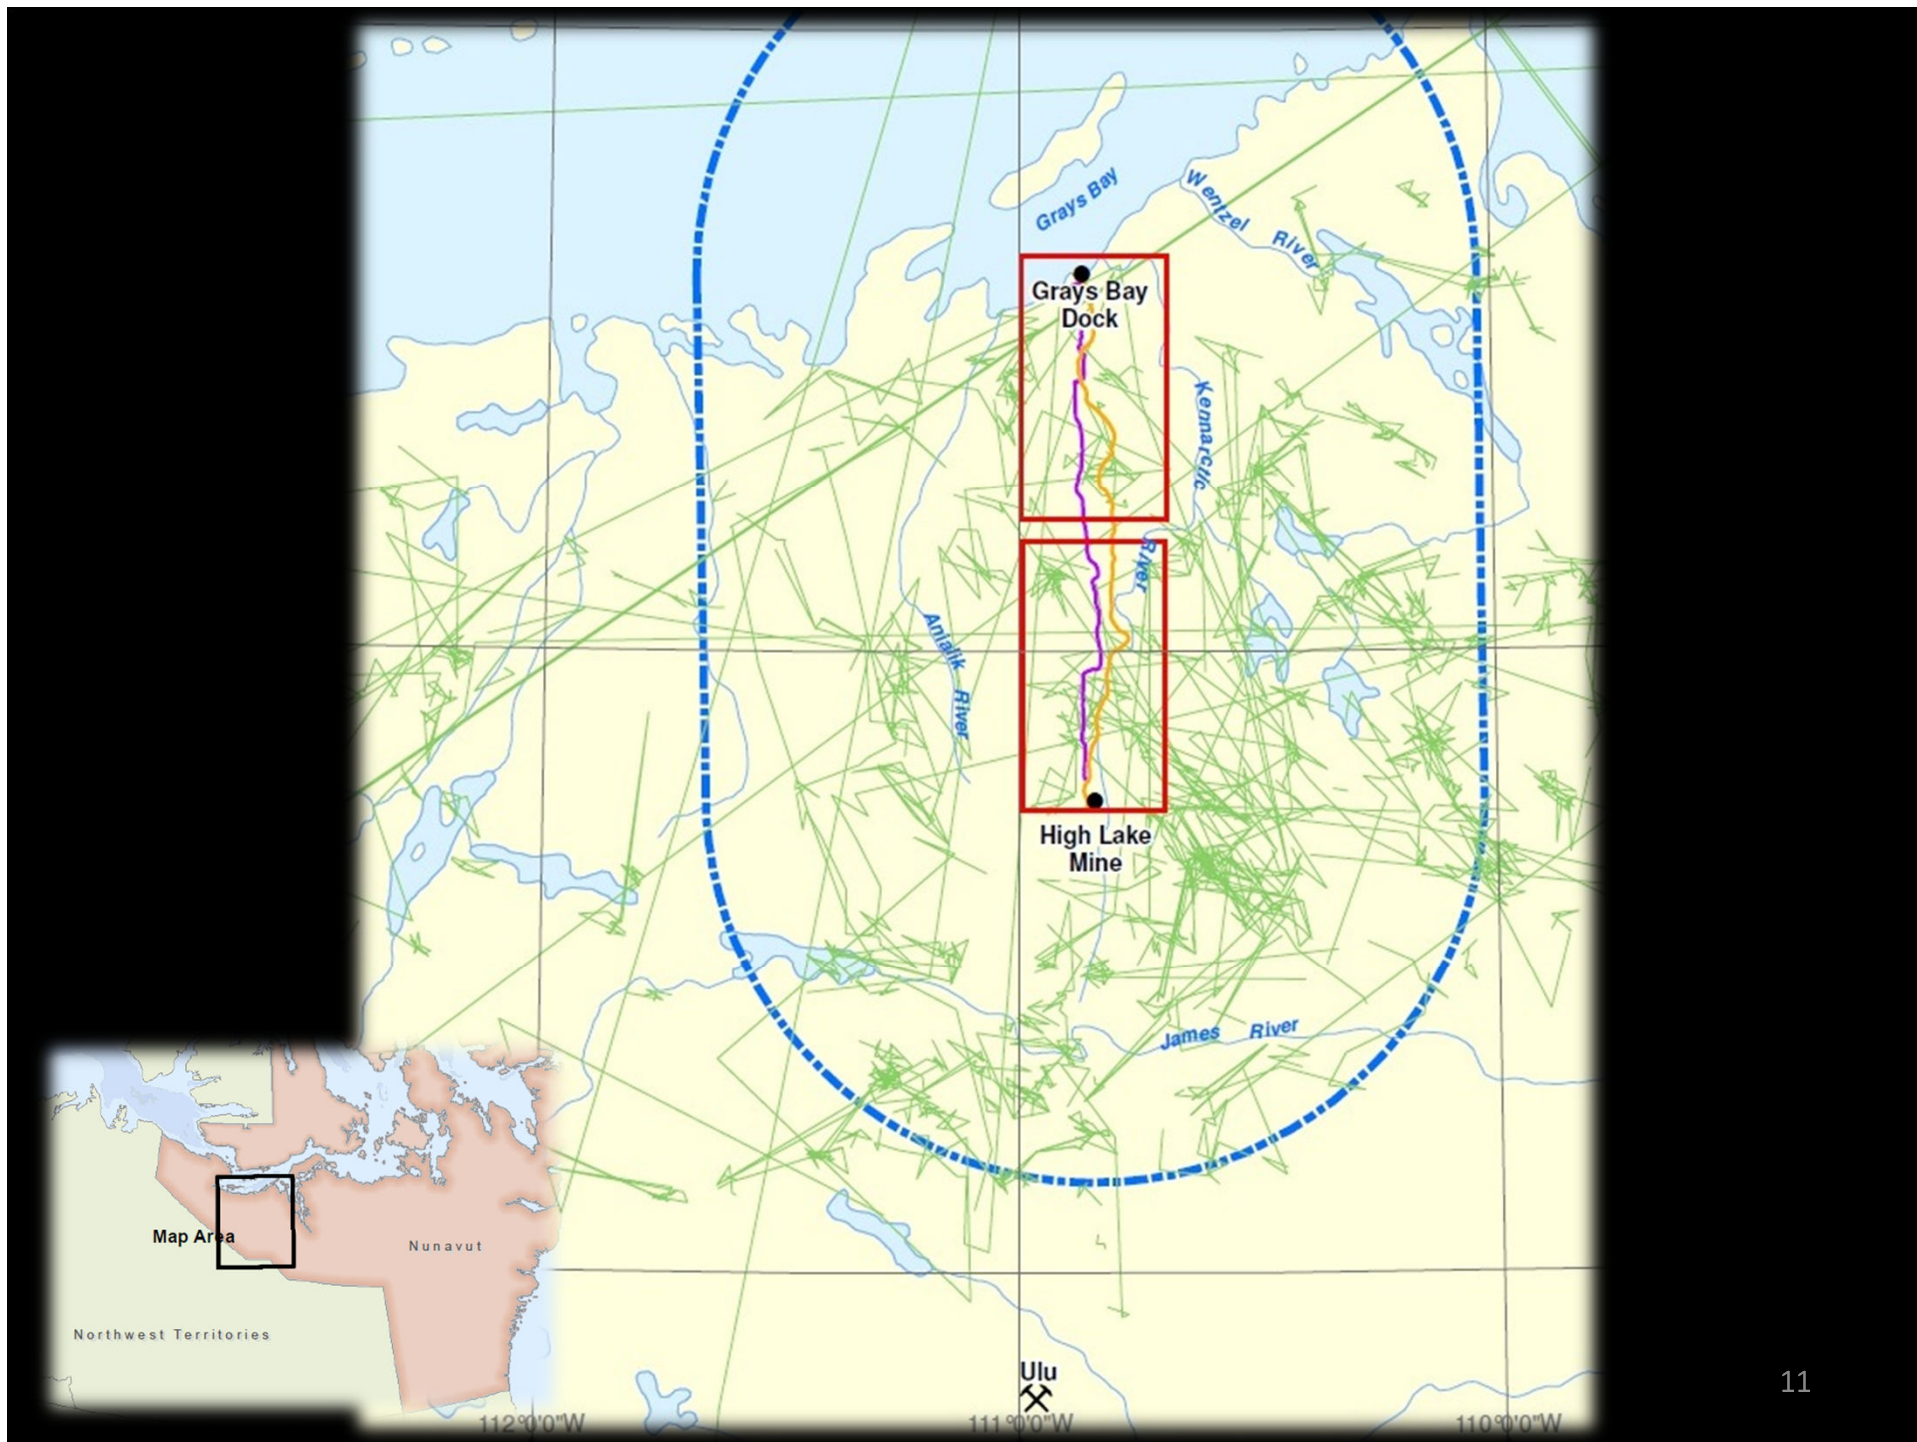 Grays Bay
Wentzel River
Grays Bay
Dock
Kennarctic
River
Anialik River
High Lake
Mine
James River
Map Area
Nunavut
Northwest Territories
Ulu
11
112°0'0"W
111°0'0"W
110°0'0"W